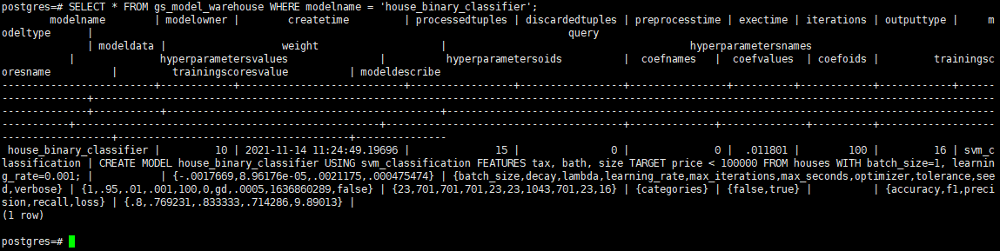 postgres=# SELECT * FROM gs_model_warehouse WHERE modelname = 'house_binary_classifier';
       modelname        | modelowner |         createtime         | processedtuples | discardedtuples | preprocesstime | exectime | iterations | outputtype |     m
odeltype      |                                                                              query
              | modeldata |                   weight                    |                                        hyperparametersnames
           |              hyperparametersvalues               |          hyperparametersoids          |  coefnames   | coefvalues  | coefoids |         trainingsc
oresname         |         trainingscoresvalue         | modeldescribe
-------------------------+------------+----------------------------+-----------------+-----------------+----------------+----------+------------+------------+------
--------------+------------------------------------------------------------------------------------------------------------------------------------------------------
--------------+-----------+---------------------------------------------+--------------------------------------------------------------------------------------------
-----------+--------------------------------------------------+---------------------------------------+--------------+-------------+----------+-------------------
-----------------+-------------------------------------+---------------
 house_binary_classifier |         10 | 2021-11-14 11:24:49.19696  |              15 |               0 |              0 |  .011801 |        100 |         16 | svm_c
lassification | CREATE MODEL house_binary_classifier USING svm_classification FEATURES tax, bath, size TARGET price < 100000 FROM houses WITH batch_size=1, learnin
g_rate=0.001; |           | {-.0017669,8.96176e-05,.0021175,.000475474} | {batch_size,decay,lambda,learning_rate,max_iterations,max_seconds,optimizer,tolerance,see
d,verbose} | {1,.95,.01,.001,100,0,gd,.0005,1636860289,false} | {23,701,701,701,23,23,1043,701,23,16} | {categories} | {false,true} |          | {accuracy,f1,preci
sion,recall,loss} | {.8,.769231,.833333,.714286,9.89013} |
(1 row)
postgres=#